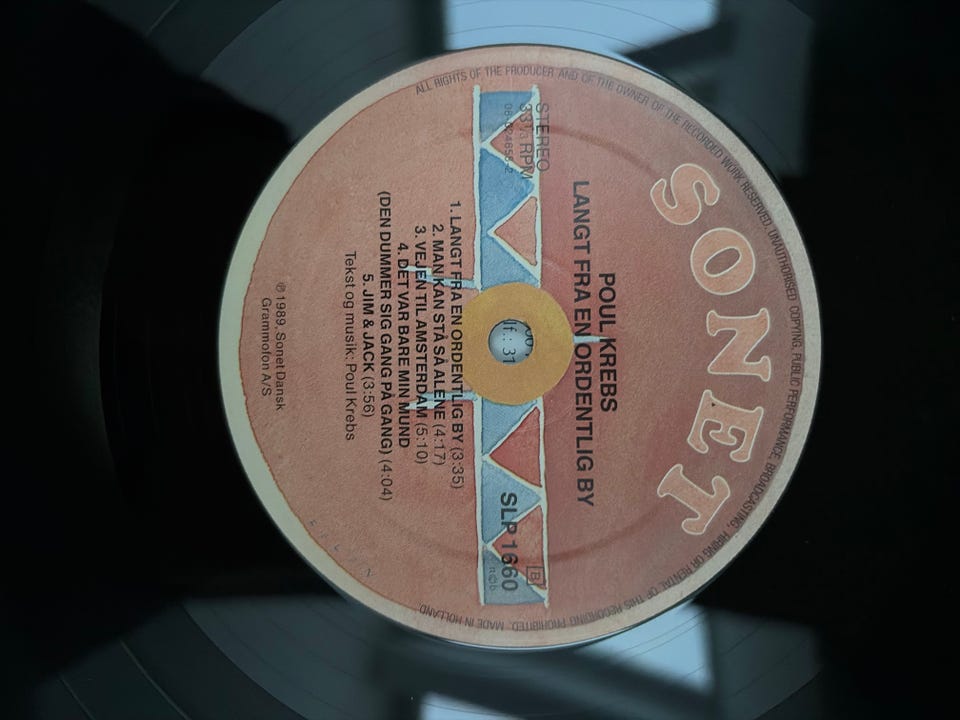 SONET
ALL RIGHTS OF THE PRODUCER AND OF THE OWNER OF THE RECORDED WORK RESERVED. UNAUTHORISED COPYING, PUBLIC PERFORMANCE, BROADCASTING, HIRING OR RENTAL OF THIS RECORDING PROHIBITED. MADE IN HOLLAND
POUL KREBS
LANGT FRA EN ORDENTLIG BY
STEREO
33 1/3 RPM
B
SLP 1660
n©b
1. LANGT FRA EN ORDENTLIG BY (3:35)
2. MAN KAN STÅ SÅ ALENE (4:17)
3. VEJEN TIL AMSTERDAM (5:10)
4. DET VAR BARE MIN MUND
(DEN DUMMER SIG GANG PÅ GANG) (4:04)
5. JIM & JACK (3:56)
Tekst og musik: Poul Krebs
℗ 1989, Sonet Dansk
Grammofon A/S